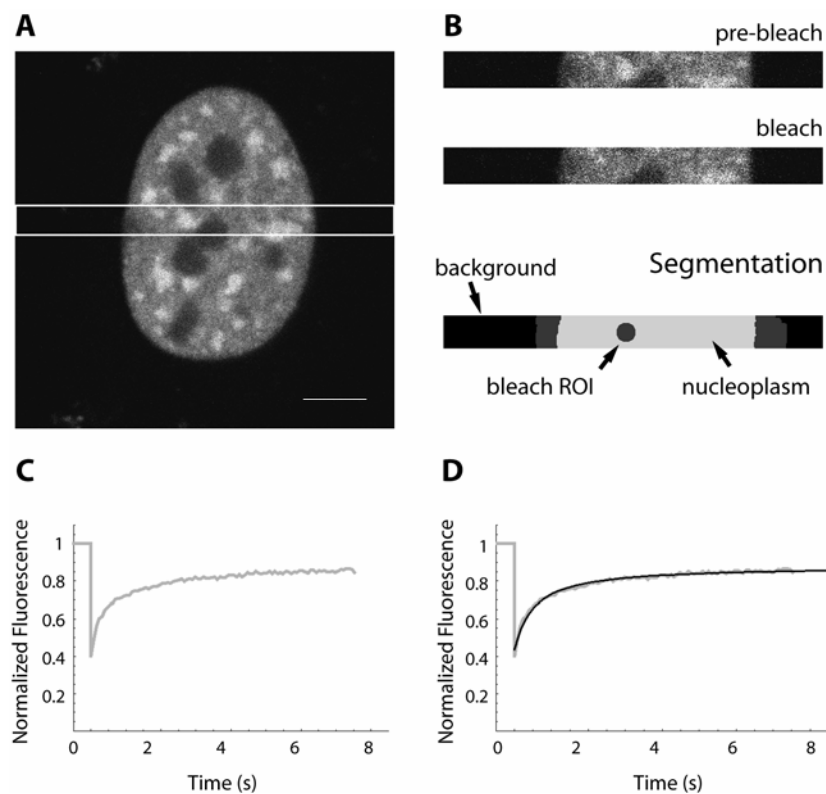 A
B
pre-bleach
bleach
Segmentation
background
bleach ROI
nucleoplasm
C
Normalized Fluorescence
1
0.8
0.6
0.4
0.2
0 2 4 6 8
Time (s)
D
Normalized Fluorescence
1
0.8
0.6
0.4
0.2
0 2 4 6 8
Time (s)